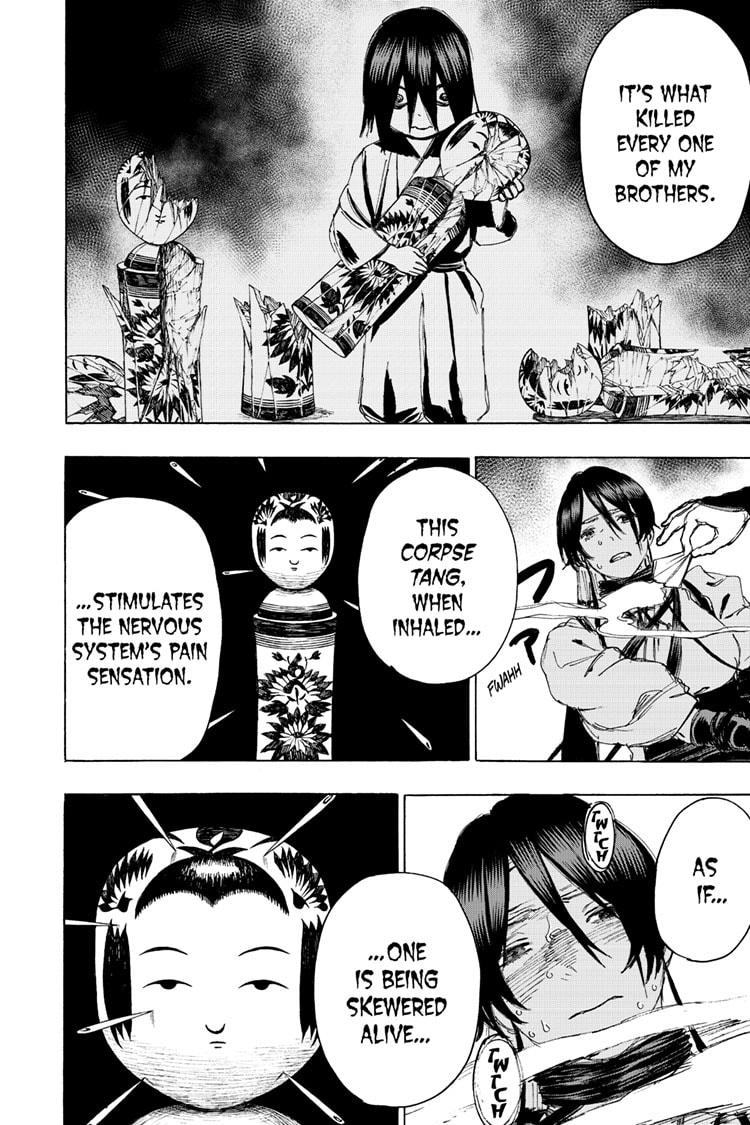 IT'S WHAT
KILLED
EVERY ONE
OF MY
BROTHERS.
FWAHH
THIS
CORPSE
TANG,
WHEN
INHALED...
...STIMULATES
THE NERVOUS
SYSTEM'S PAIN
SENSATION.
AS
IF...
TWTCH
TWTCH
...ONE
IS BEING
SKEWERED
ALIVE...